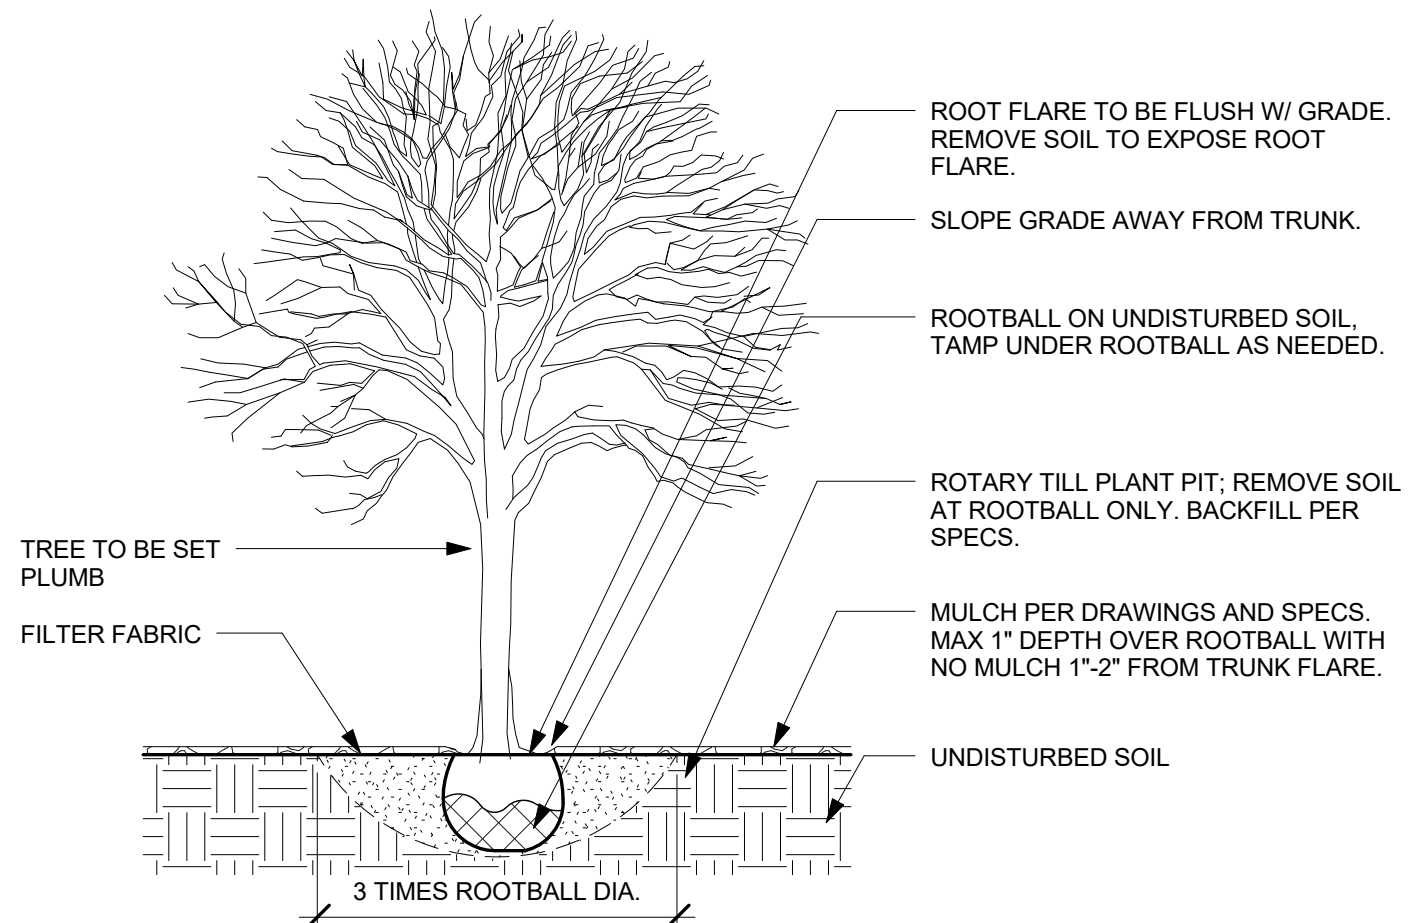 ROOT FLARE TO BE FLUSH W/ GRADE.
REMOVE SOIL TO EXPOSE ROOT
FLARE.
SLOPE GRADE AWAY FROM TRUNK.
ROOTBALL ON UNDISTURBED SOIL,
TAMP UNDER ROOTBALL AS NEEDED.
ROTARY TILL PLANT PIT; REMOVE SOIL
AT ROOTBALL ONLY. BACKFILL PER
SPECS.
TREE TO BE SET
PLUMB
FILTER FABRIC
MULCH PER DRAWINGS AND SPECS.
MAX 1" DEPTH OVER ROOTBALL WITH
NO MULCH 1"-2" FROM TRUNK FLARE.
UNDISTURBED SOIL
3 TIMES ROOTBALL DIA.